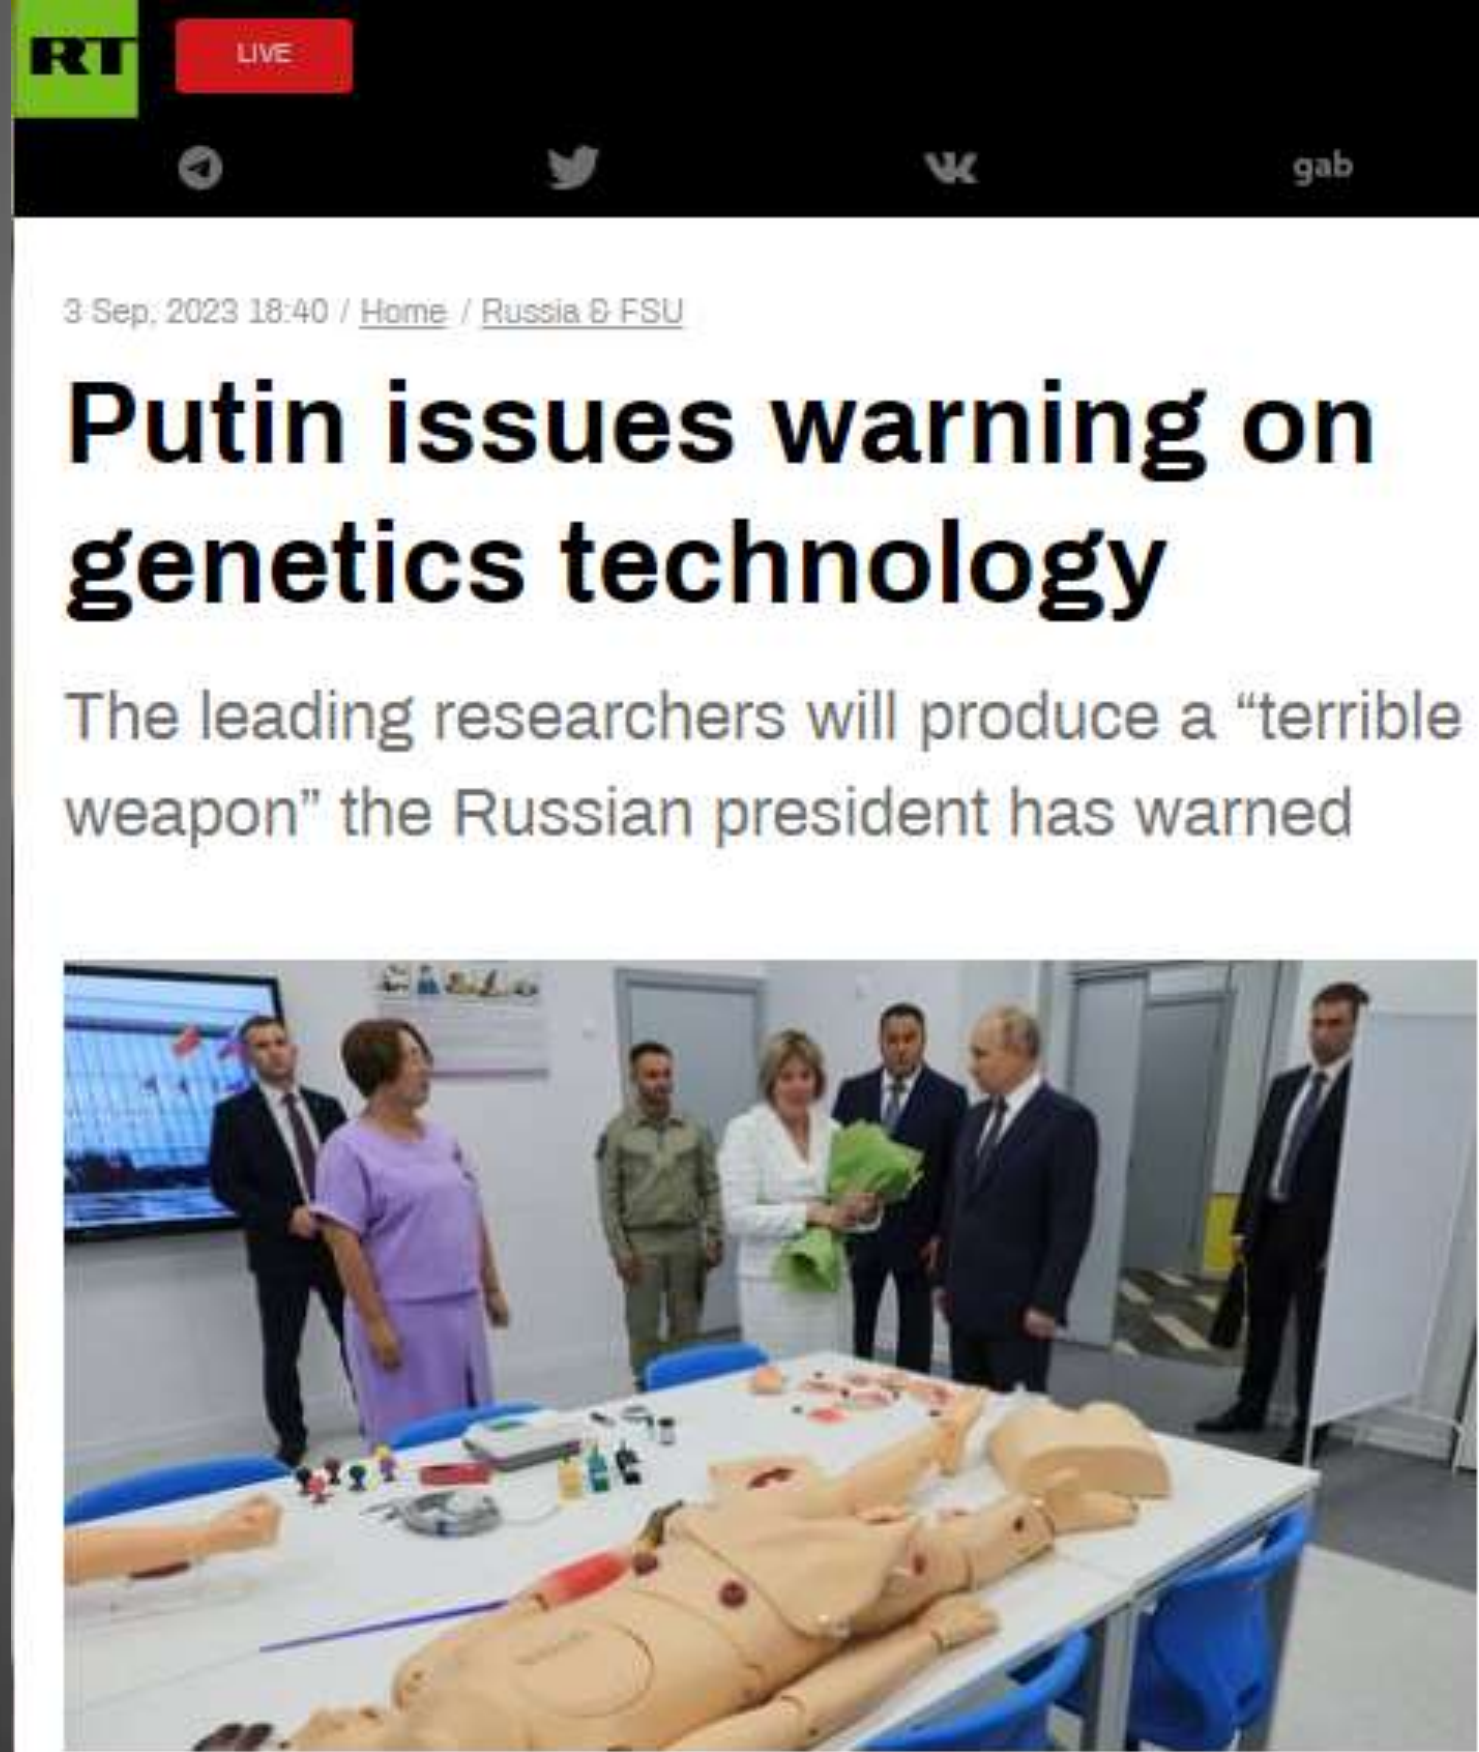 RT
LIVE
gab
3 Sep, 2023 18:40 / Home / Russia & FSU
Putin issues warning on
genetics technology
The leading researchers will produce a “terrible
weapon” the Russian president has warned